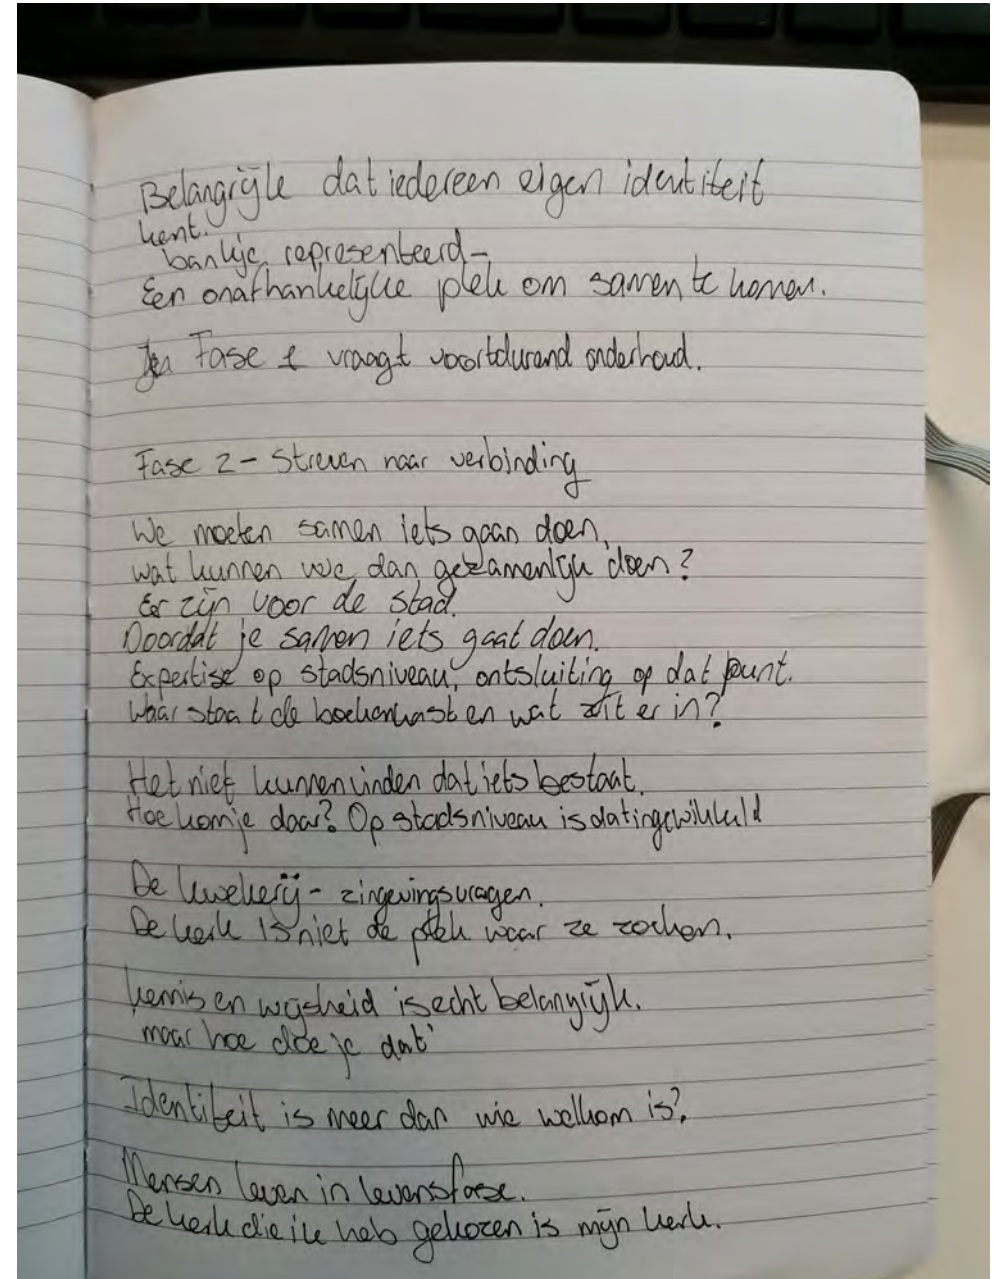 Belangrijk dat iedereen eigen identiteit
kent.
bankje representeerd -
Een onafhankelijke plek om samen te komen.
Fase 1 vraagt voortdurend onderhoud.
Fase 2 - Streven naar verbinding
We moeten samen iets gaan doen,
wat kunnen we dan gezamenlijk doen?
Er zijn voor de stad.
Doordat je samen iets gaat doen.
Expertise op stadsniveau, ontsluiting op dat punt.
Waar staat de boekenkast en wat zit er in?
Het niet kunnen vinden dat iets bestaat.
Hoe kom je daar? Op stadsniveau is dat ingewikkeld
De kwekerij - zingevingsvragen.
De kerk is niet de plek waar ze zochen.
kennis en wijsheid is echt belangrijk.
maar hoe doe je dat
Identiteit is meer dan wie welkom is?
Mensen leven in levensfase.
De kerk die ik heb gekozen is mijn kerk.